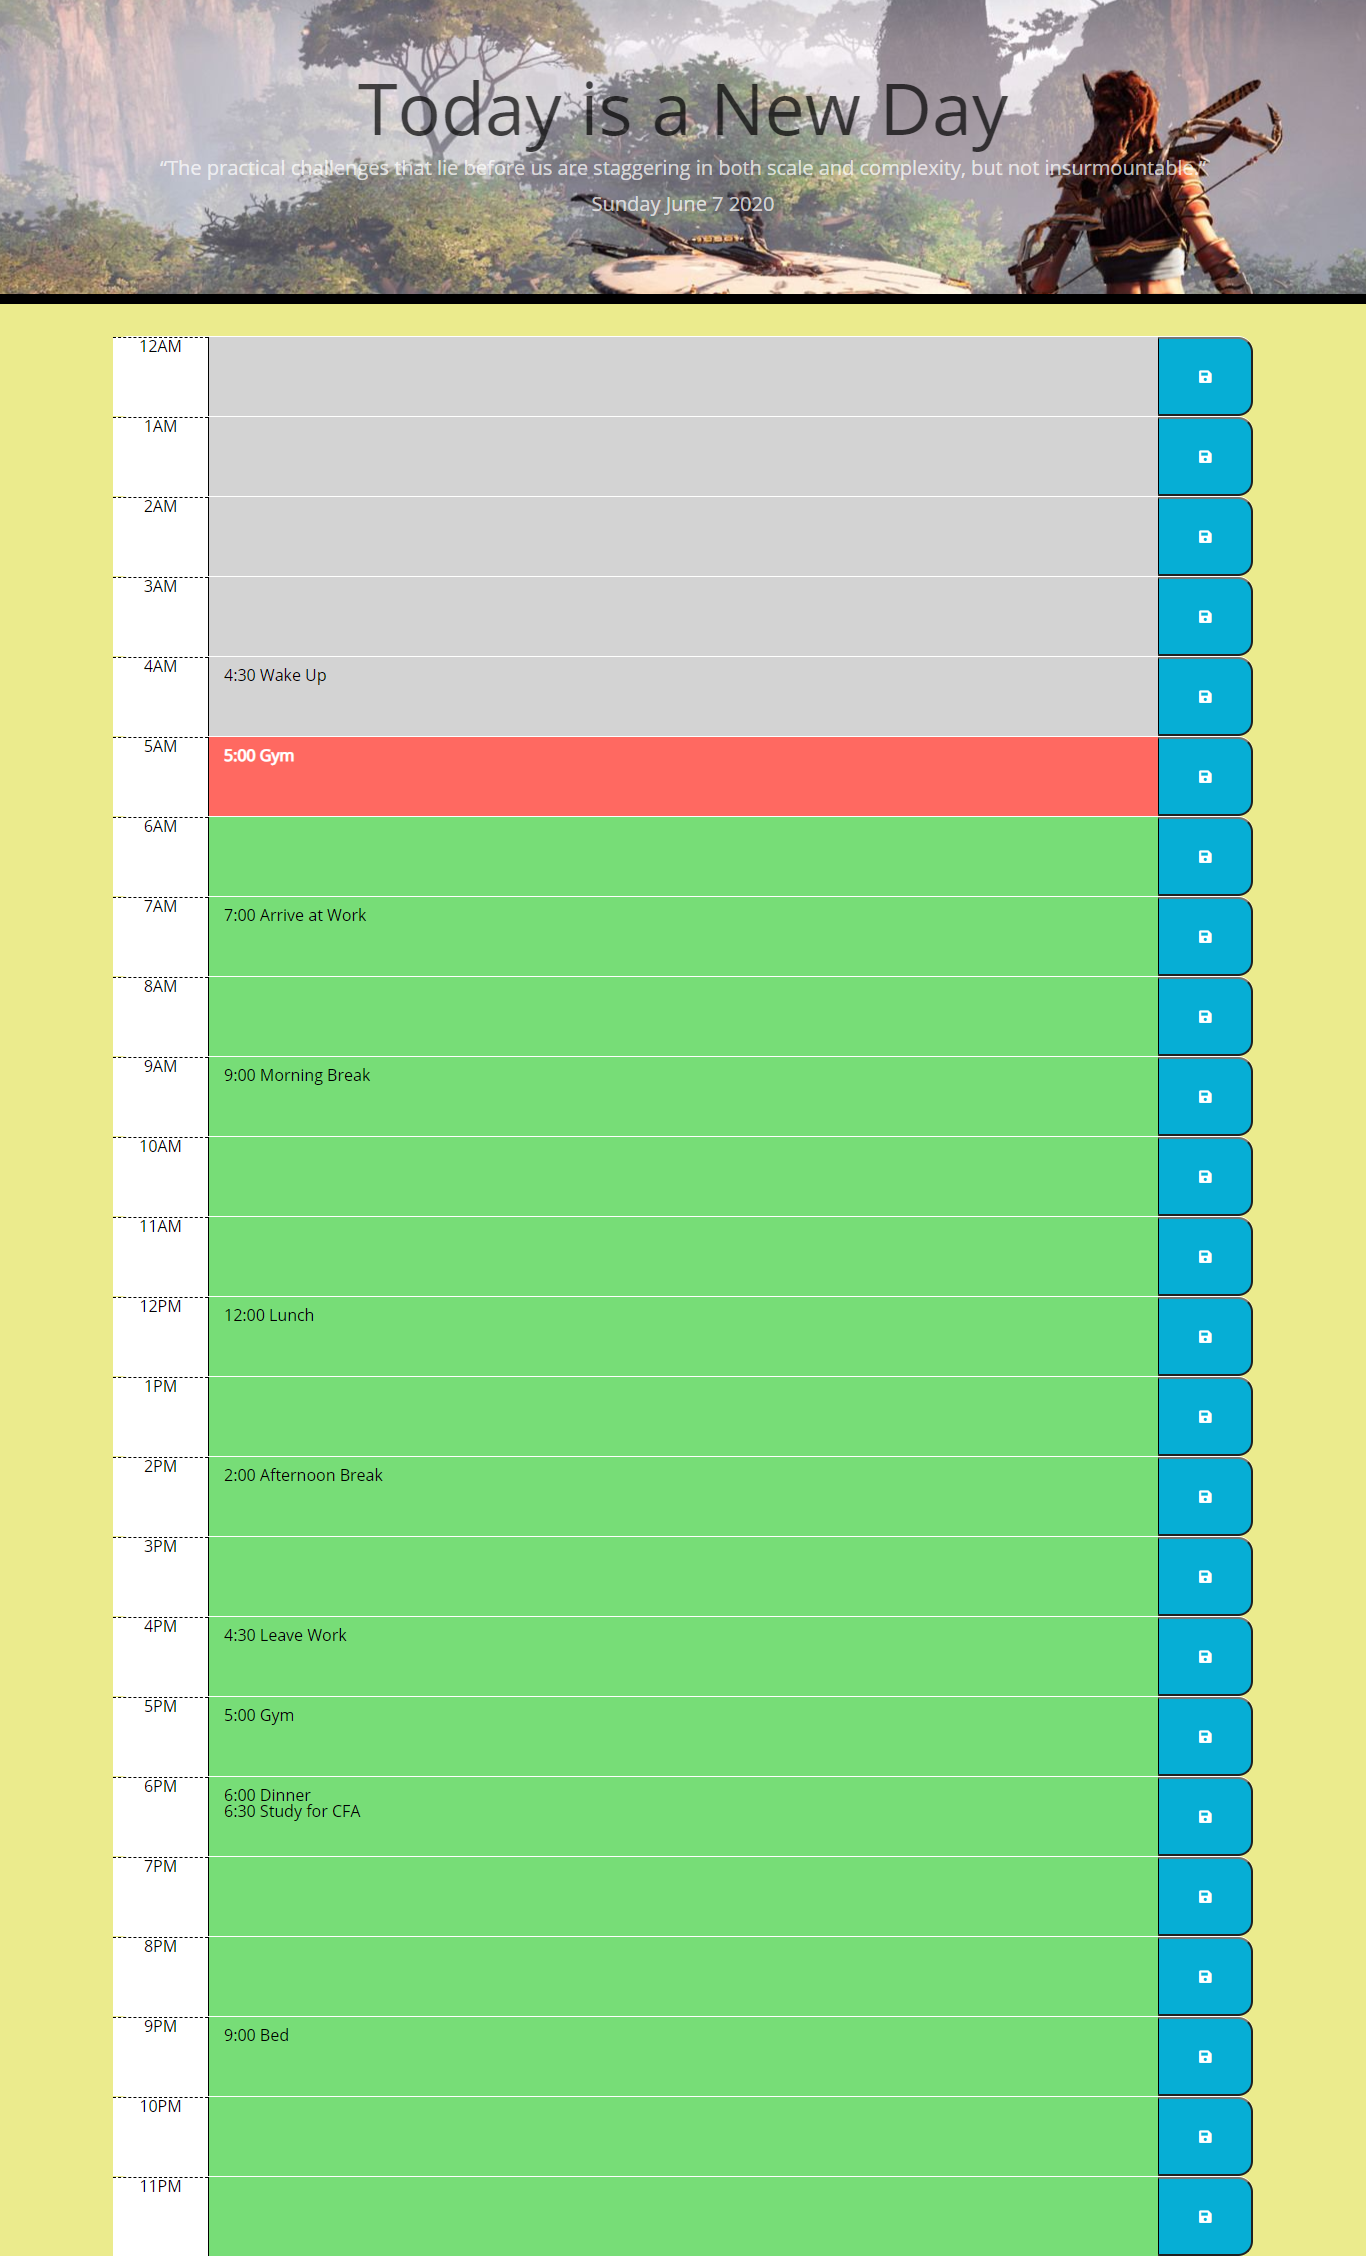 Today is a New Day
“The practical challenges that lie before us are staggering in both scale and complexity, but not insurmountable.”
Sunday June 7 2020
12AM
1AM
2AM
3AM
4AM
4:30 Wake Up
5AM
5:00 Gym
6AM
7AM
7:00 Arrive at Work
8AM
9AM
9:00 Morning Break
10AM
11AM
12PM
12:00 Lunch
1PM
2PM
2:00 Afternoon Break
3PM
4PM
4:30 Leave Work
5PM
5:00 Gym
6PM
6:00 Dinner
6:30 Study for CFA
7PM
8PM
9PM
9:00 Bed
10PM
11PM